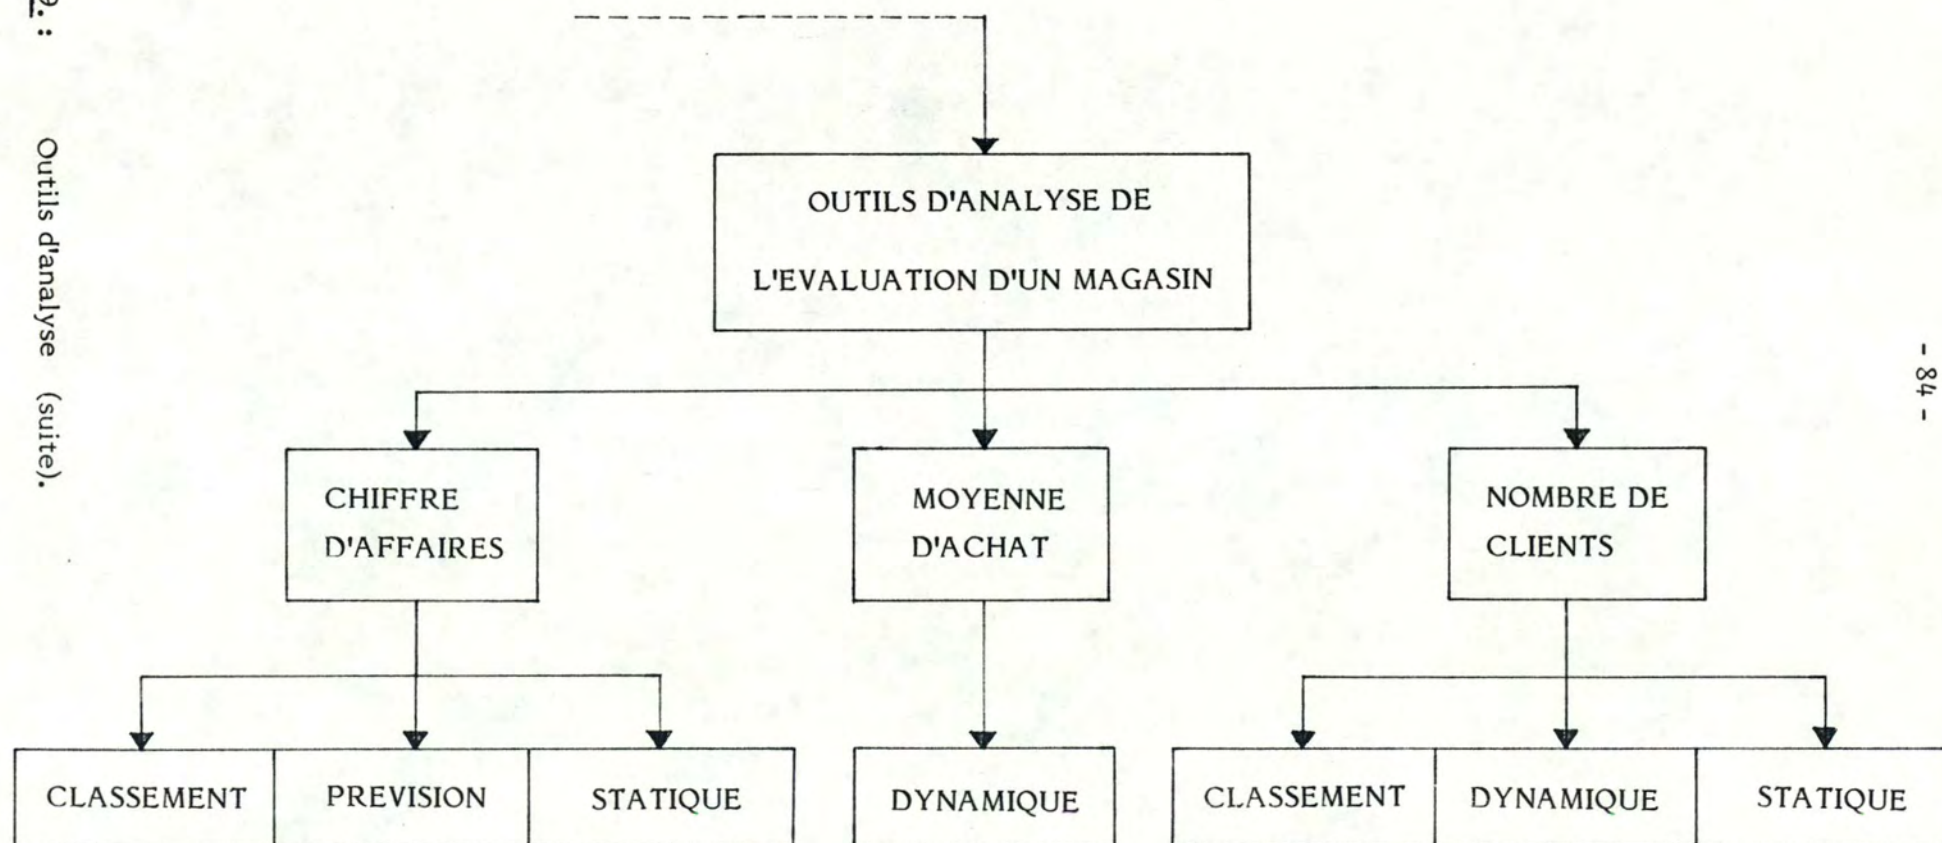 9. :
Outils d'analyse (suite).
- 84 -
OUTILS D'ANALYSE DE
L'EVALUATION D'UN MAGASIN
CHIFFRE
D'AFFAIRES
MOYENNE
D'ACHAT
NOMBRE DE
CLIENTS
CLASSEMENT
PREVISION
STATIQUE
DYNAMIQUE
CLASSEMENT
DYNAMIQUE
STATIQUE